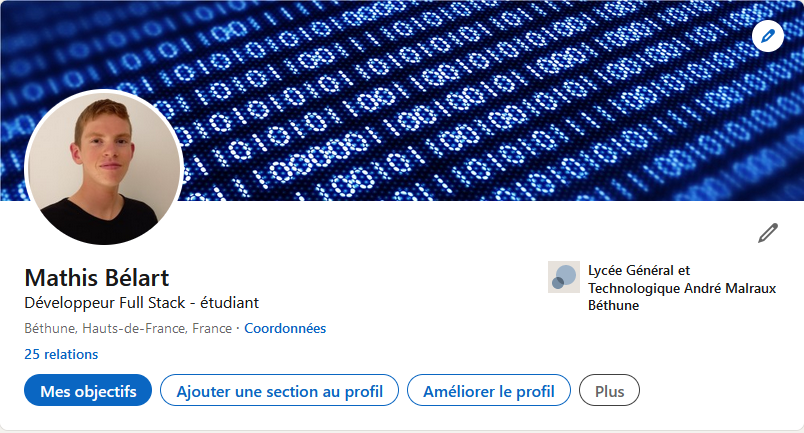 Mathis Bélart
Développeur Full Stack - étudiant
Béthune, Hauts-de-France, France · Coordonnées
25 relations
Lycée Général et
Technologique André Malraux
Béthune
Mes objectifs
Ajouter une section au profil
Améliorer le profil
Plus